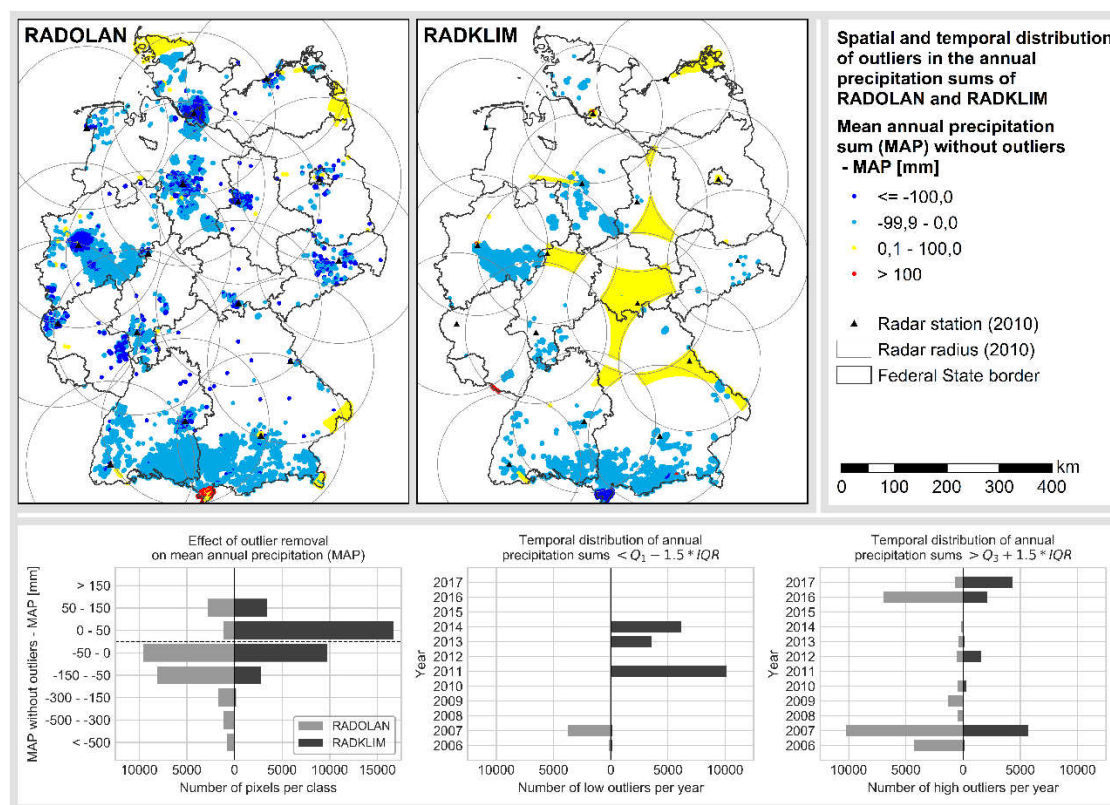 RADOLAN
RADKLIM
Spatial and temporal distribution
of outliers in the annual
precipitation sums of
RADOLAN and RADKLIM
Mean annual precipitation
sum (MAP) without outliers
- MAP [mm]
<= -100,0
-99,9 - 0,0
0,1 - 100,0
> 100
Radar station (2010)
Radar radius (2010)
Federal State border
km
0 100 200 300 400
Effect of outlier removal
on mean annual precipitation (MAP)
MAP without outliers - MAP [mm]
> 150
50 - 150
0 - 50
-50 - 0
-150 - -50
-300 - -150
-500 - -300
< -500
RADOLAN
RADKLIM
10000 5000 0 5000 10000 15000
Number of pixels per class
Temporal distribution of annual
precipitation sums < Q₁ − 1.5 * IQR
Year
2017
2016
2015
2014
2013
2012
2011
2010
2009
2008
2007
2006
10000 5000 0 5000 10000
Number of low outliers per year
Temporal distribution of annual
precipitation sums > Q₃ + 1.5 * IQR
Year
2017
2016
2015
2014
2013
2012
2011
2010
2009
2008
2007
2006
10000 5000 0 5000 10000
Number of high outliers per year